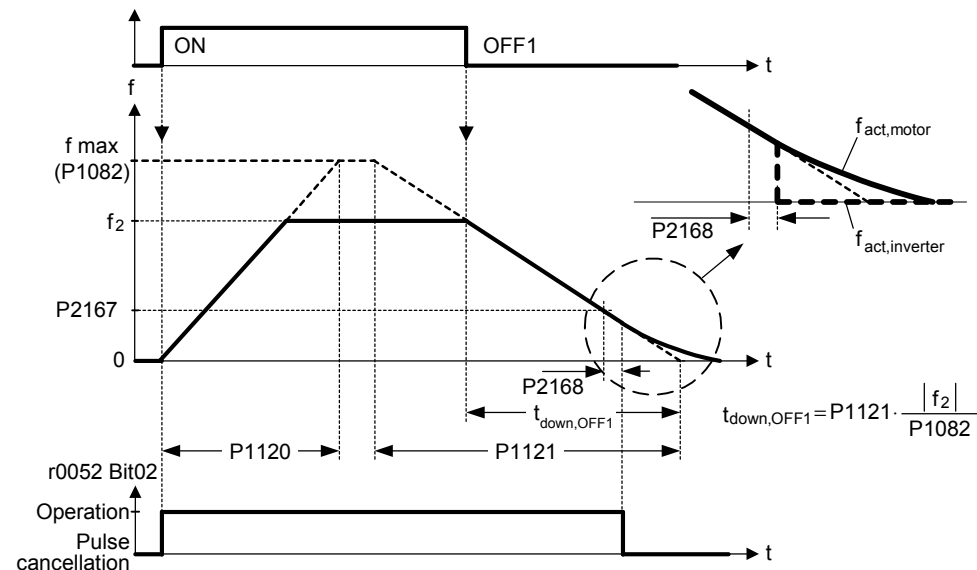 ON
OFF1
t
f
f max
(P1082)
f2
P2167
0
t
P2168
fact,motor
fact,inverter
P2168
tdown,OFF1
tdown,OFF1 = P1121 · |f2| / P1082
P1120
P1121
r0052 Bit02
Operation
Pulse
cancellation
t